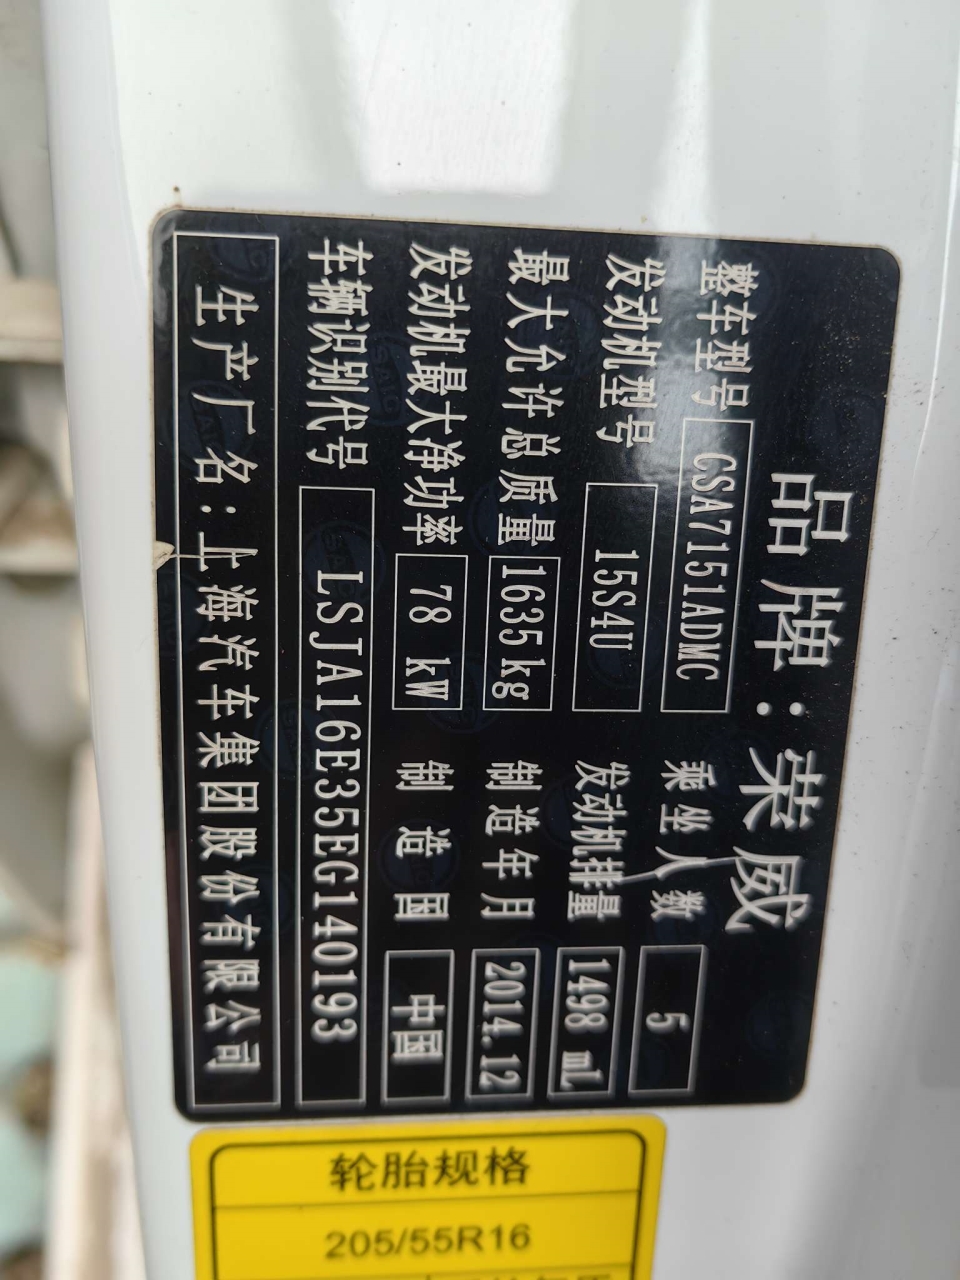 品牌：荣威
整车型号 CSA7151ADMC 乘坐人数 5
发动机型号 15S4U 发动机排量 1498 mL
最大允许总质量 1635kg 制造年月 2014.12
发动机最大净功率 78 kW 制造国 中国
车辆识别代号 LSJA16E35EG140193
生产厂名：上海汽车集团股份有限公司
轮胎规格
205/55R16